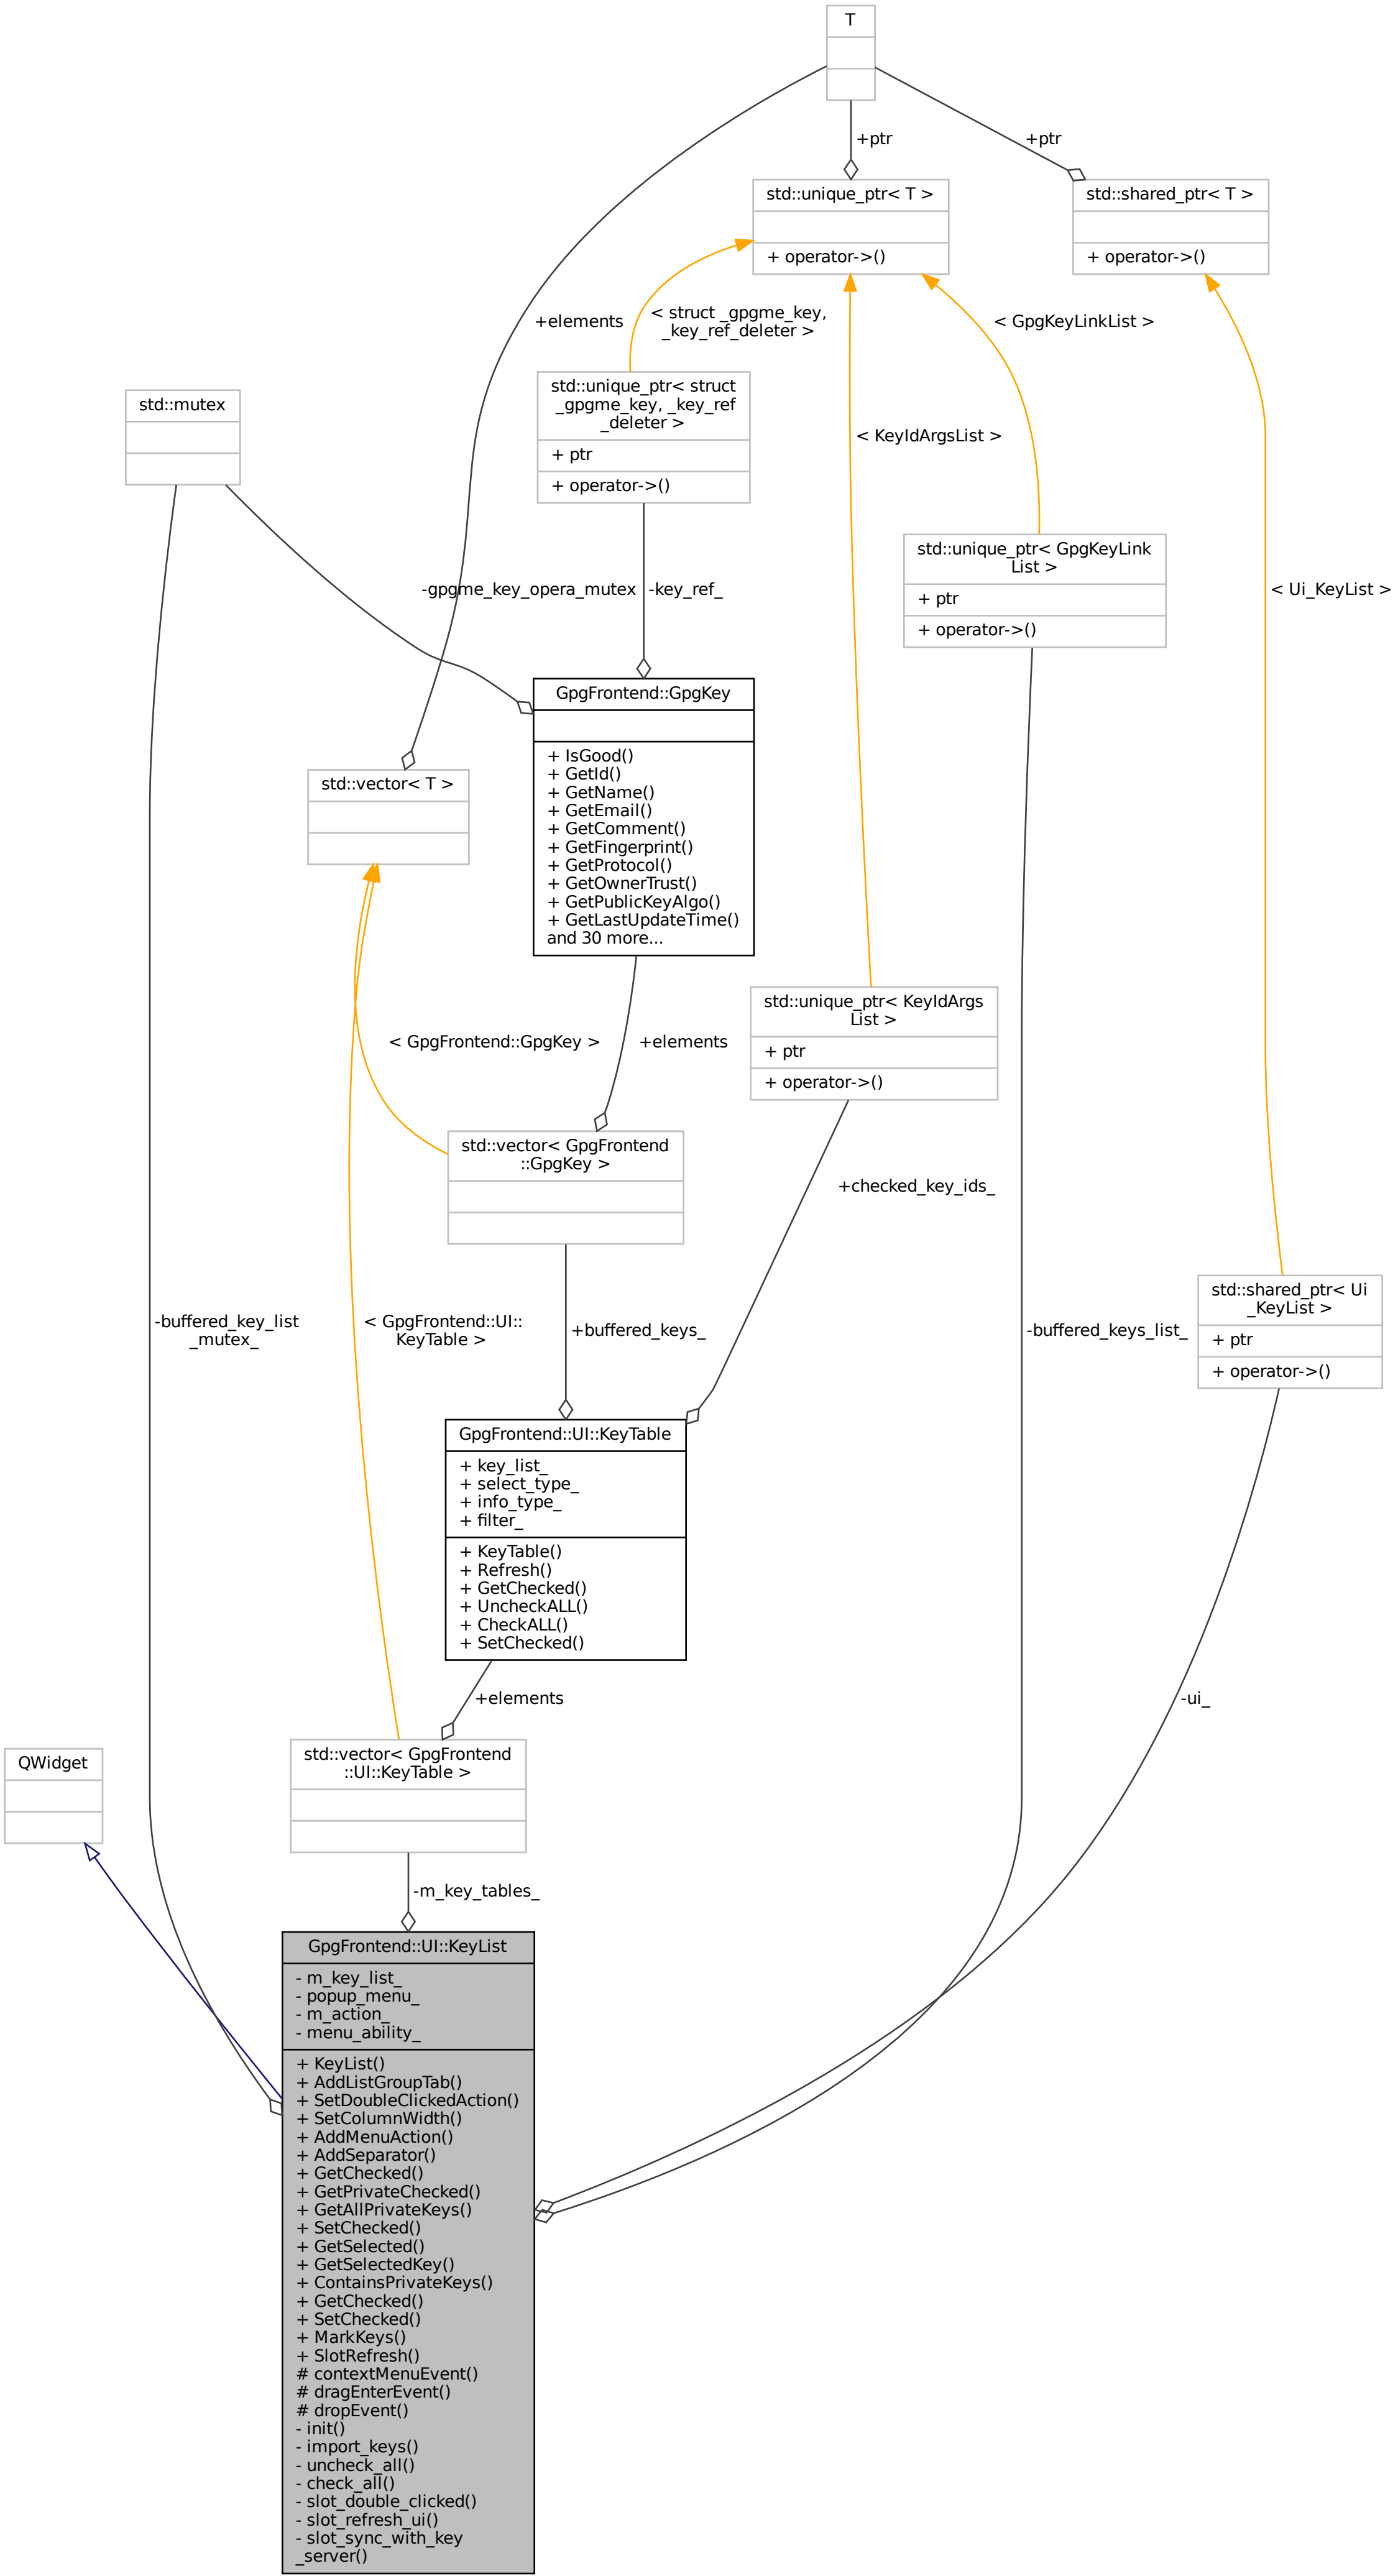 T
+ptr
+ptr
std::unique_ptr< T >
+ operator->()
std::shared_ptr< T >
+ operator->()
+elements
< struct _gpgme_key,
_key_ref_deleter >
< GpgKeyLinkList >
std::unique_ptr< struct
_gpgme_key, _key_ref
_deleter >
+ ptr
+ operator->()
std::mutex
< KeyIdArgsList >
std::unique_ptr< GpgKeyLink
List >
+ ptr
+ operator->()
-gpgme_key_opera_mutex
-key_ref_
< Ui_KeyList >
GpgFrontend::GpgKey
+ IsGood()
+ GetId()
+ GetName()
+ GetEmail()
+ GetComment()
+ GetFingerprint()
+ GetProtocol()
+ GetOwnerTrust()
+ GetPublicKeyAlgo()
+ GetLastUpdateTime()
and 30 more...
std::vector< T >
std::unique_ptr< KeyIdArgs
List >
+ ptr
+ operator->()
< GpgFrontend::GpgKey >
+elements
std::vector< GpgFrontend
::GpgKey >
+checked_key_ids_
-buffered_key_list
_mutex_
< GpgFrontend::UI::
KeyTable >
+buffered_keys_
-buffered_keys_list_
std::shared_ptr< Ui
_KeyList >
+ ptr
+ operator->()
GpgFrontend::UI::KeyTable
+ key_list_
+ select_type_
+ info_type_
+ filter_
+ KeyTable()
+ Refresh()
+ GetChecked()
+ UncheckALL()
+ CheckALL()
+ SetChecked()
+elements
-ui_
std::vector< GpgFrontend
::UI::KeyTable >
QWidget
-m_key_tables_
GpgFrontend::UI::KeyList
- m_key_list_
- popup_menu_
- m_action_
- menu_ability_
+ KeyList()
+ AddListGroupTab()
+ SetDoubleClickedAction()
+ SetColumnWidth()
+ AddMenuAction()
+ AddSeparator()
+ GetChecked()
+ GetPrivateChecked()
+ GetAllPrivateKeys()
+ SetChecked()
+ GetSelected()
+ GetSelectedKey()
+ ContainsPrivateKeys()
+ GetChecked()
+ SetChecked()
+ MarkKeys()
+ SlotRefresh()
# contextMenuEvent()
# dragEnterEvent()
# dropEvent()
- init()
- import_keys()
- uncheck_all()
- check_all()
- slot_double_clicked()
- slot_refresh_ui()
- slot_sync_with_key
_server()